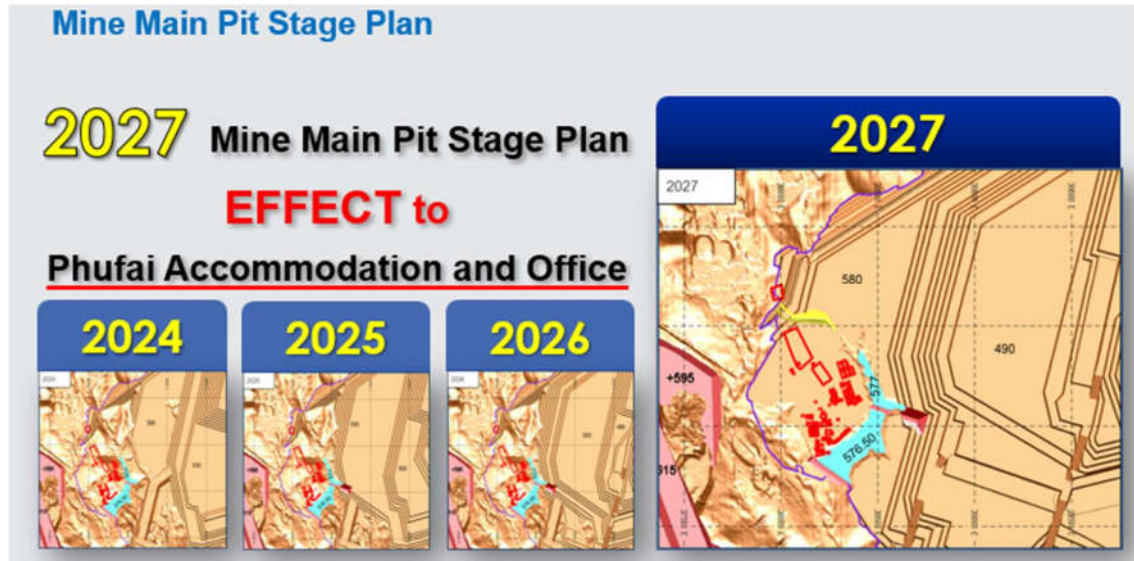 Mine Main Pit Stage Plan
2027 Mine Main Pit Stage Plan
EFFECT to
Phufai Accommodation and Office
2024
2025
2026
2027
2027
580
490
+595
577
576.50